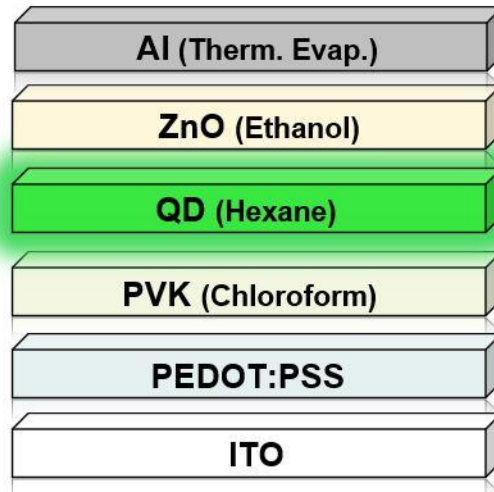 Al (Therm. Evap.)
ZnO (Ethanol)
QD (Hexane)
PVK (Chloroform)
PEDOT:PSS
ITO